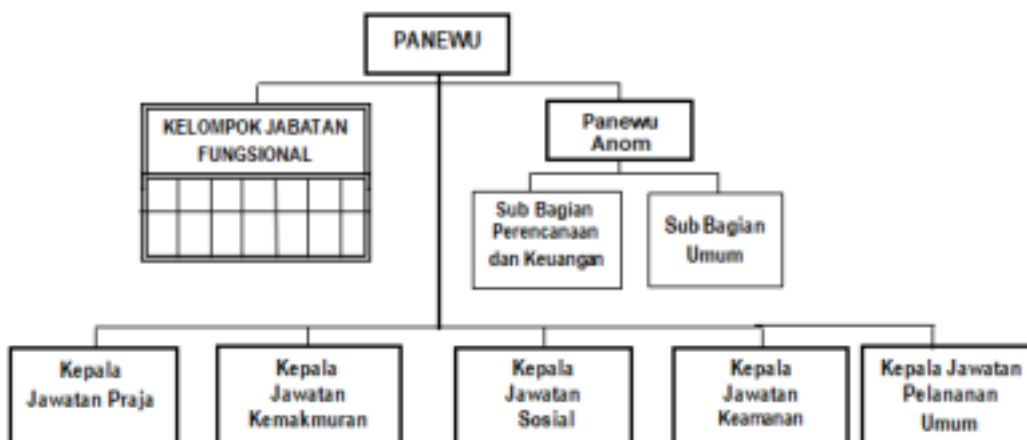 PANEWU
KELOMPOK JABATAN
FUNGSIONAL
Panewu
Anom
Sub Bagian
Perencanaan
dan Keuangan
Sub Bagian
Umum
Kepala
Jawatan Praja
Kepala
Jawatan
Kemakmuran
Kepala
Jawatan
Sosial
Kepala
Jawatan
Keamanan
Kepala Jawatan
Pelananan
Umum